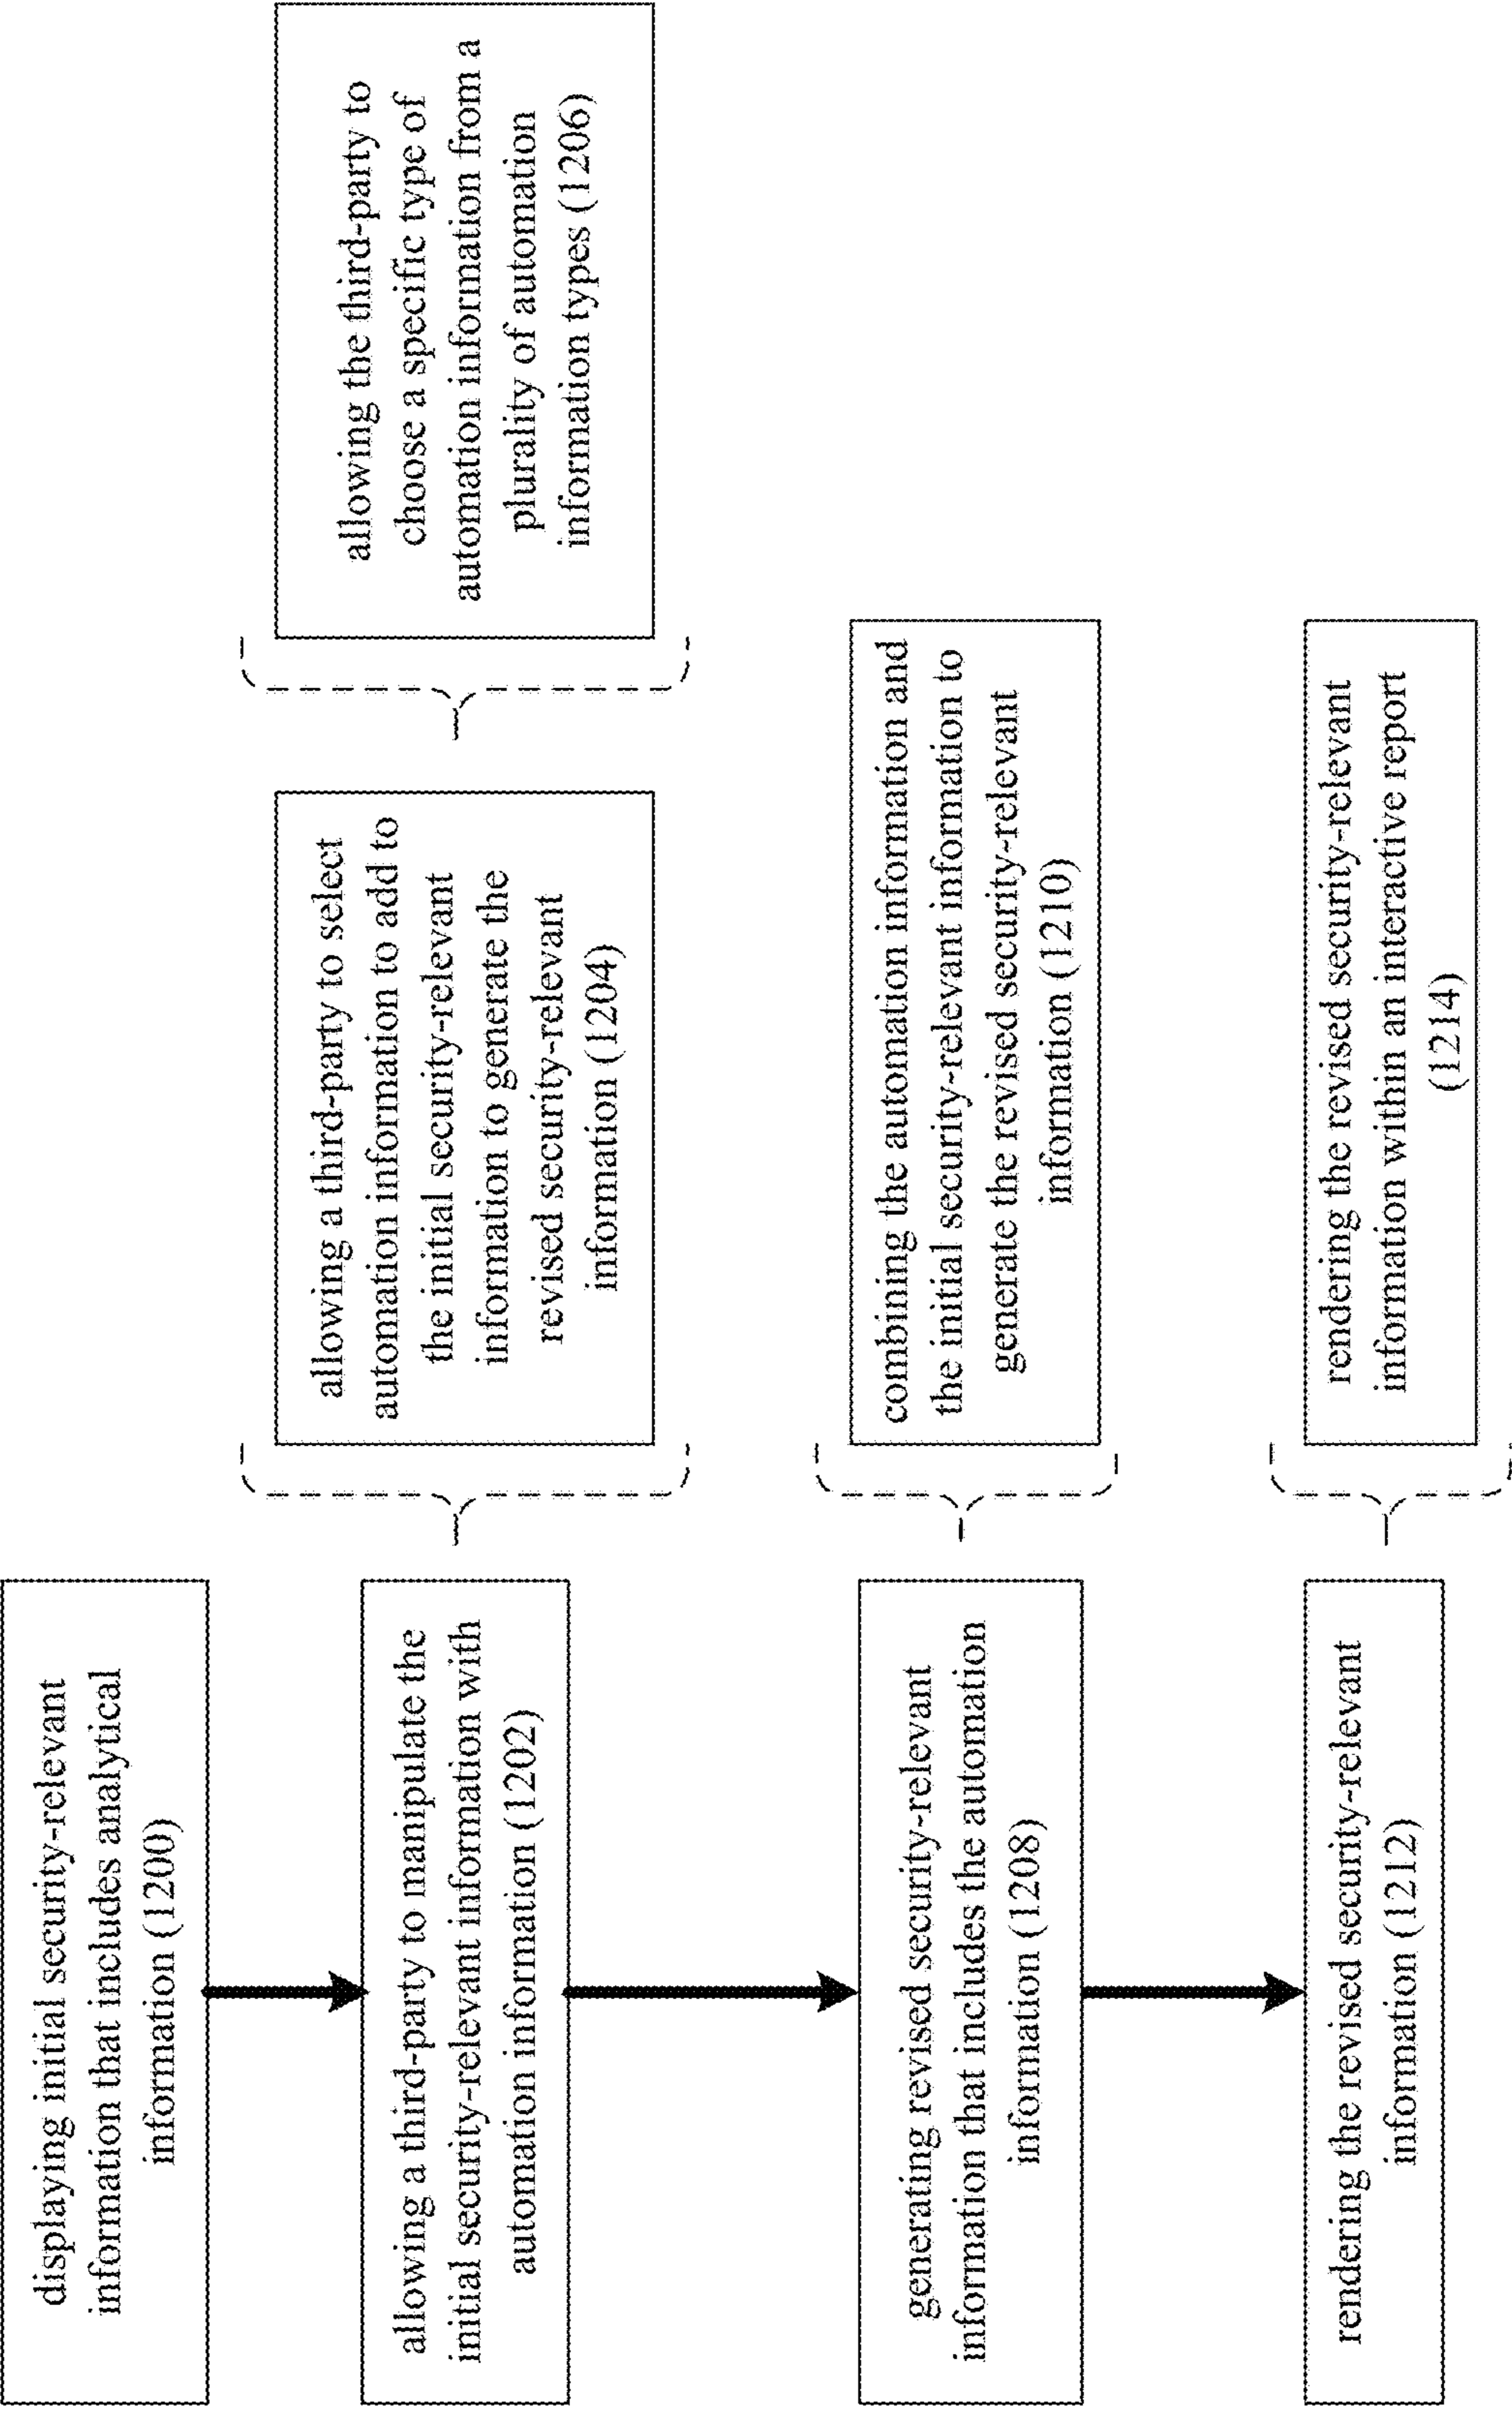 displaying initial security-relevant
information that includes analytical
information (1200)
allowing a third-party to manipulate the
initial security-relevant information with
automation information (1202)
allowing a third-party to select
automation information to add to
the initial security-relevant
information to generate the
revised security-relevant
information (1204)
allowing the third-party to
choose a specific type of
automation information from a
plurality of automation
information types (1206)
generating revised security-relevant
information that includes the automation
information (1208)
combining the automation information and
the initial security-relevant information to
generate the revised security-relevant
information (1210)
rendering the revised security-relevant
information (1212)
rendering the revised security-relevant
information within an interactive report
(1214)